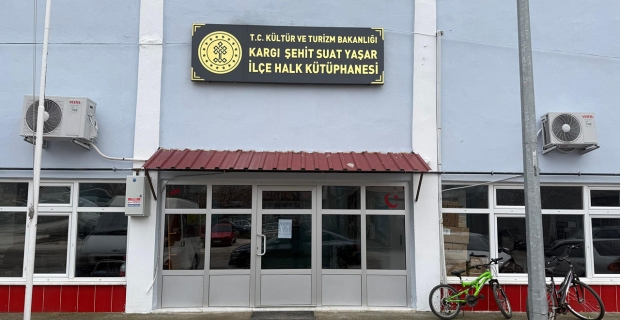 T.C. KÜLTÜR VE TURİZM BAKANLIĞI
KARGI ŞEHİT SUAT YAŞAR
İLÇE HALK KÜTÜPHANESİ